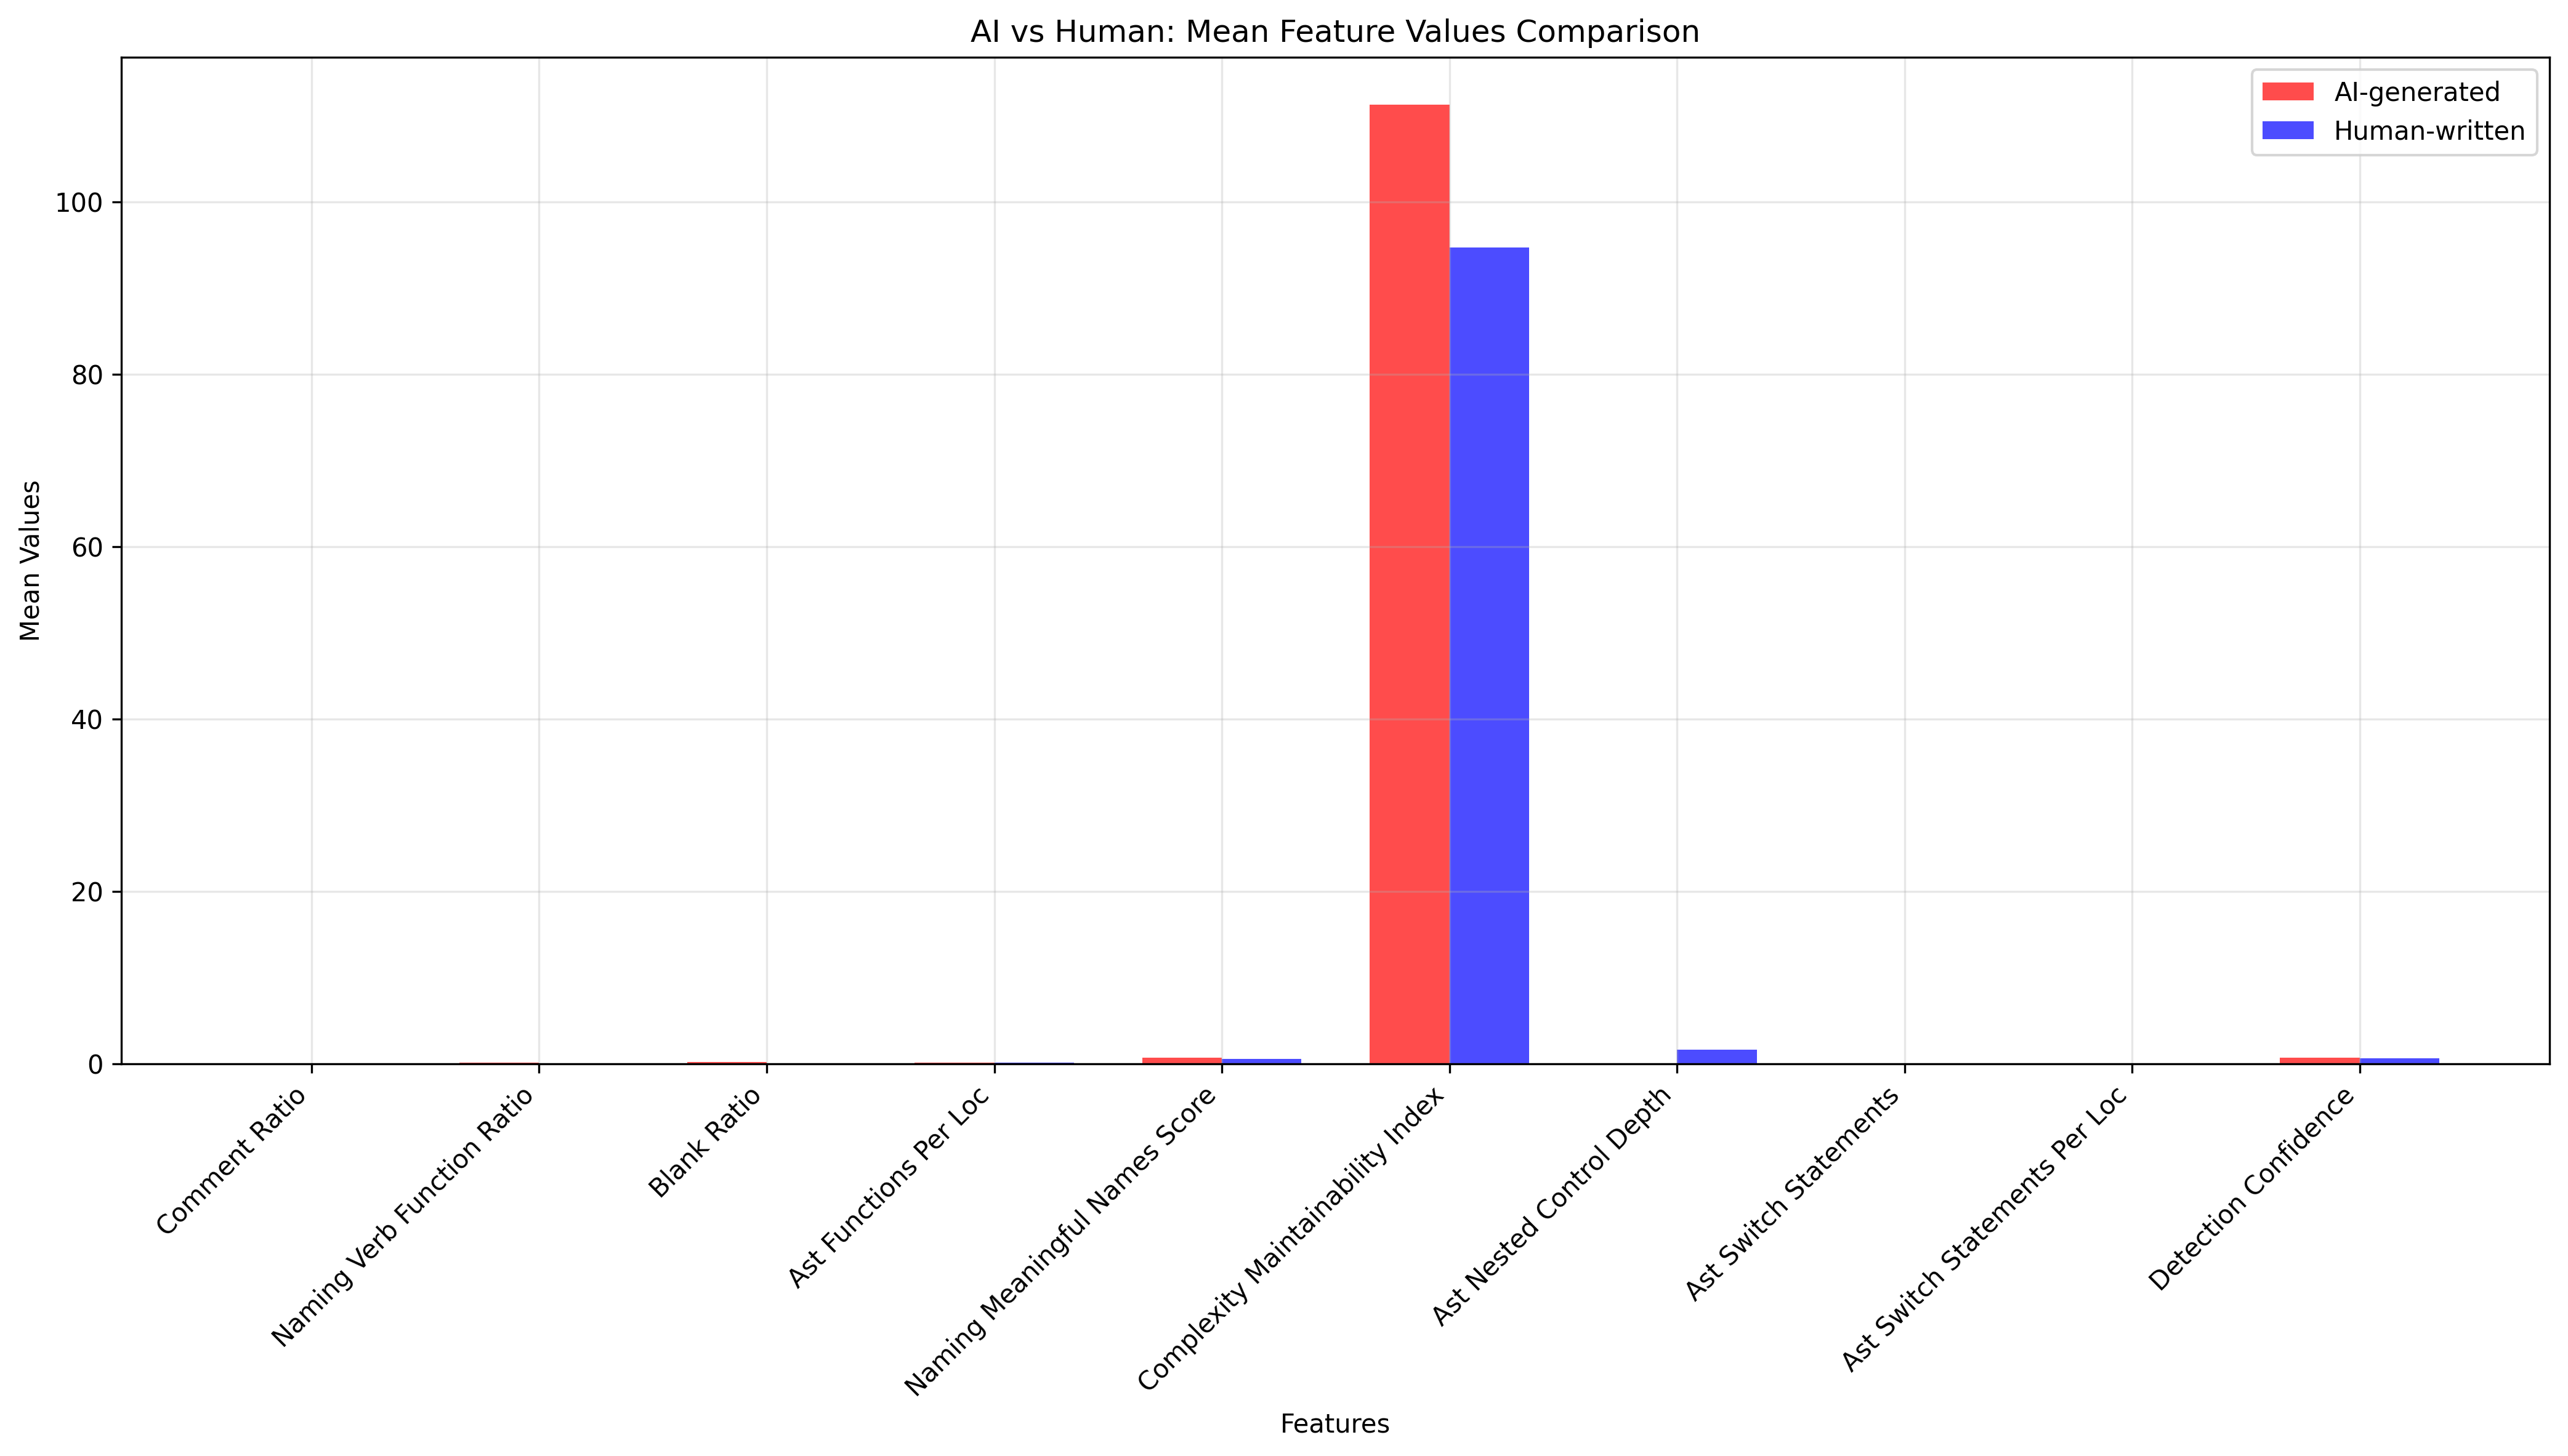 AI vs Human: Mean Feature Values Comparison
AI-generated
Human-written
Mean Values
100
80
60
40
20
0
Comment Ratio
Naming Verb Function Ratio
Blank Ratio
Ast Functions Per Loc
Naming Meaningful Names Score
Complexity Maintainability Index
Ast Nested Control Depth
Ast Switch Statements
Ast Switch Statements Per Loc
Detection Confidence
Features